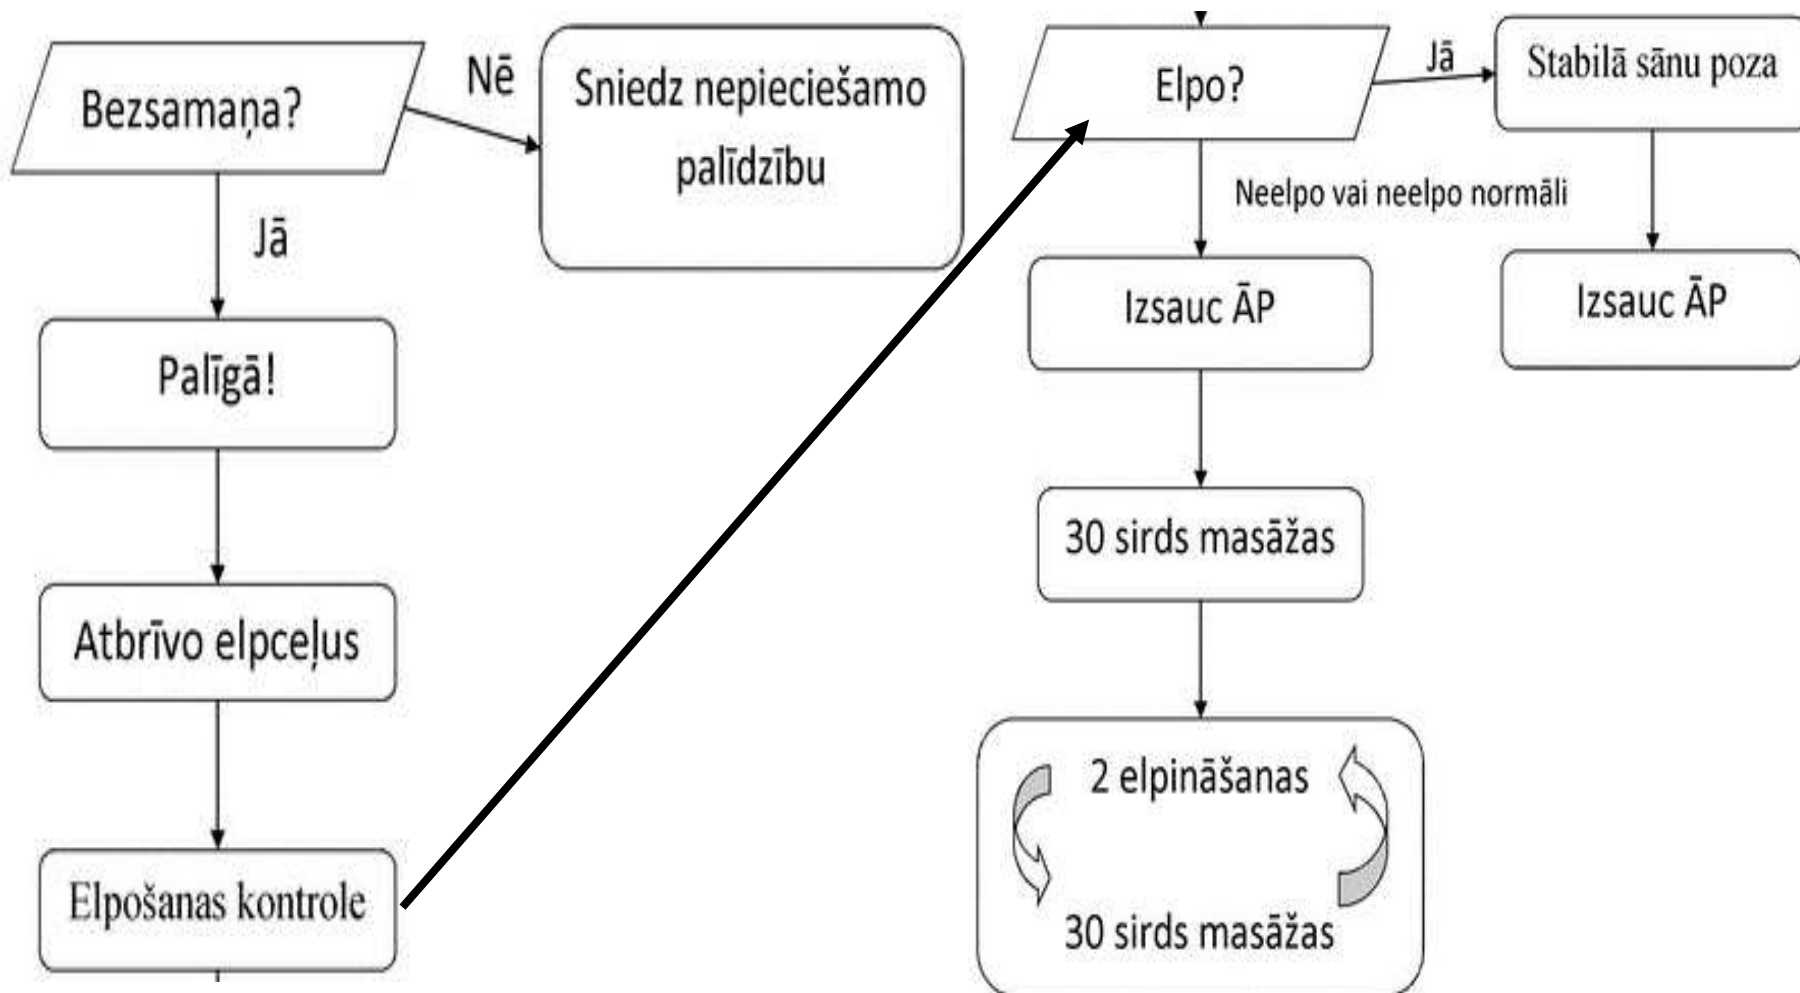 Bezsamaņa?
Nē
Sniedz nepieciešamo
palīdzību
Jā
Palīgā!
Atbrīvo elpceļus
Elpošanas kontrole
Elpo?
Jā
Stabilā sānu poza
Neelpo vai neelpo normāli
Izsauc ĀP
Izsauc ĀP
30 sirds masāžas
2 elpināšanas
30 sirds masāžas